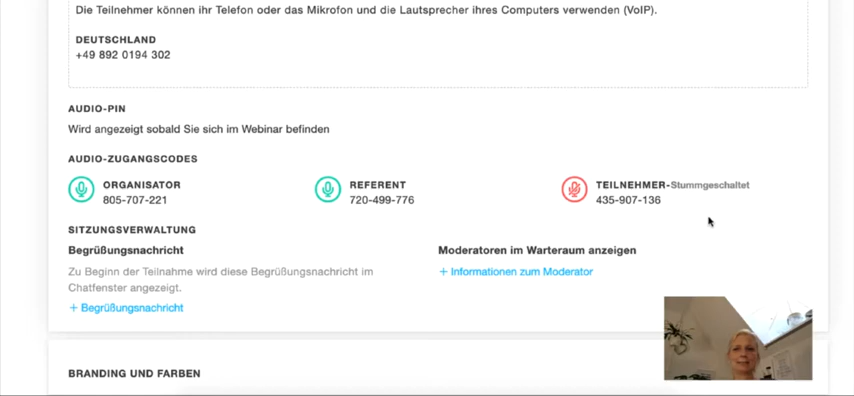 Die Teilnehmer können ihr Telefon oder das Mikrofon und die Lautsprecher ihres Computers verwenden (VoIP).
DEUTSCHLAND
+49 892 0194 302
AUDIO-PIN
Wird angezeigt sobald Sie sich im Webinar befinden
AUDIO-ZUGANGSCODES
ORGANISATOR
805-707-221
REFERENT
720-499-776
TEILNEHMER-Stummgeschaltet
435-907-136
SITZUNGSVERWALTUNG
Begrüßungsnachricht
Zu Beginn der Teilnahme wird diese Begrüßungsnachricht im
Chatfenster angezeigt.
+ Begrüßungsnachricht
Moderatoren im Warteraum anzeigen
+ Informationen zum Moderator
BRANDING UND FARBEN